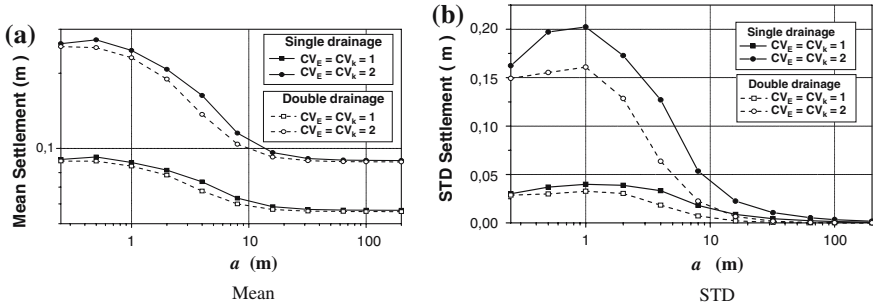 (a)
Mean Settlement (m)
0,1
Single drainage
CV_E = CV_k = 1
CV_E = CV_k = 2
Double drainage
CV_E = CV_k = 1
CV_E = CV_k = 2
1
10
100
a (m)
Mean
(b)
STD Settlement ( m )
0,20
0,15
0,10
0,05
0,00
Single drainage
CV_E = CV_k = 1
CV_E = CV_k = 2
Double drainage
CV_E = CV_k = 1
CV_E = CV_k = 2
1
10
100
a (m)
STD